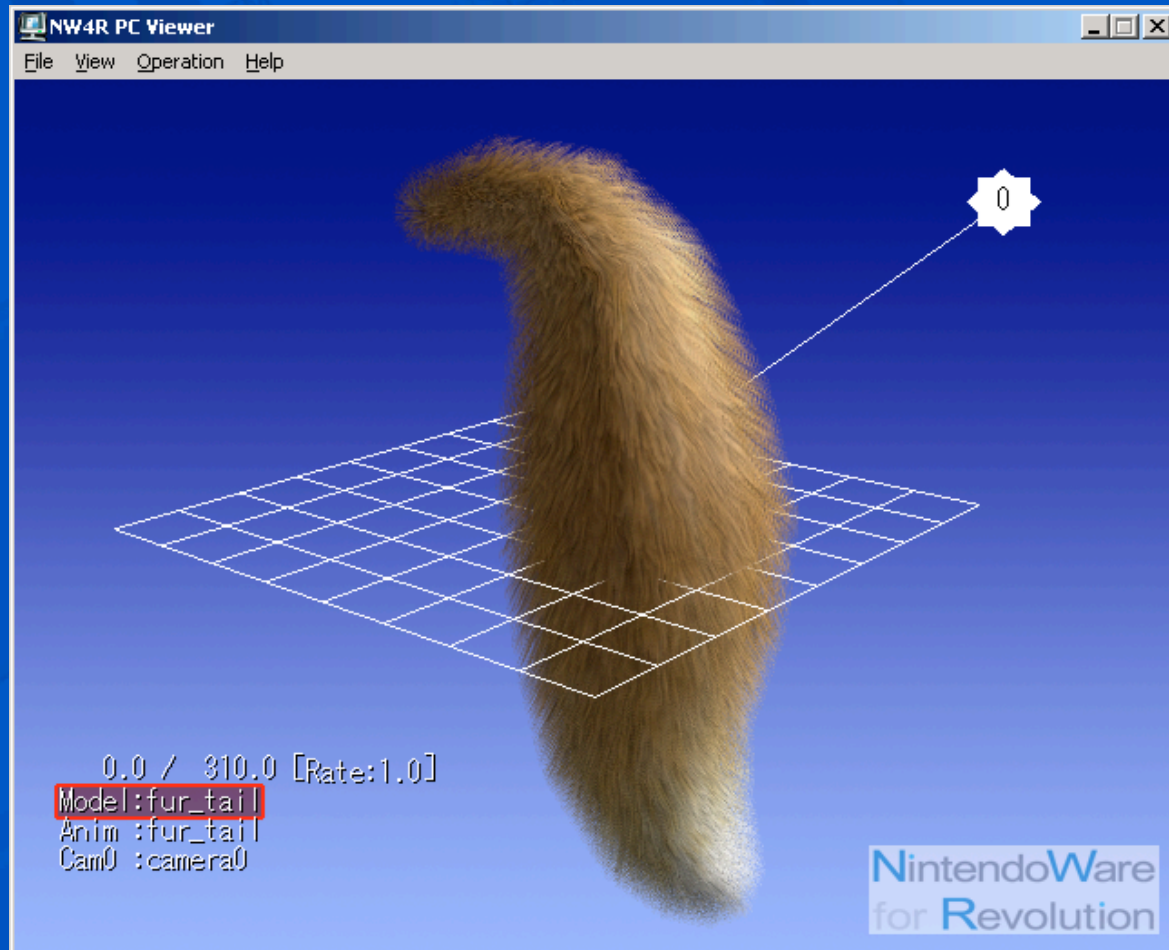 NW4R PC Viewer
File View Operation Help
0
0.0 / 310.0 [Rate:1.0]
Model:fur_tail
Anim :fur_tail
Cam0 :camera0
NintendoWare
for Revolution